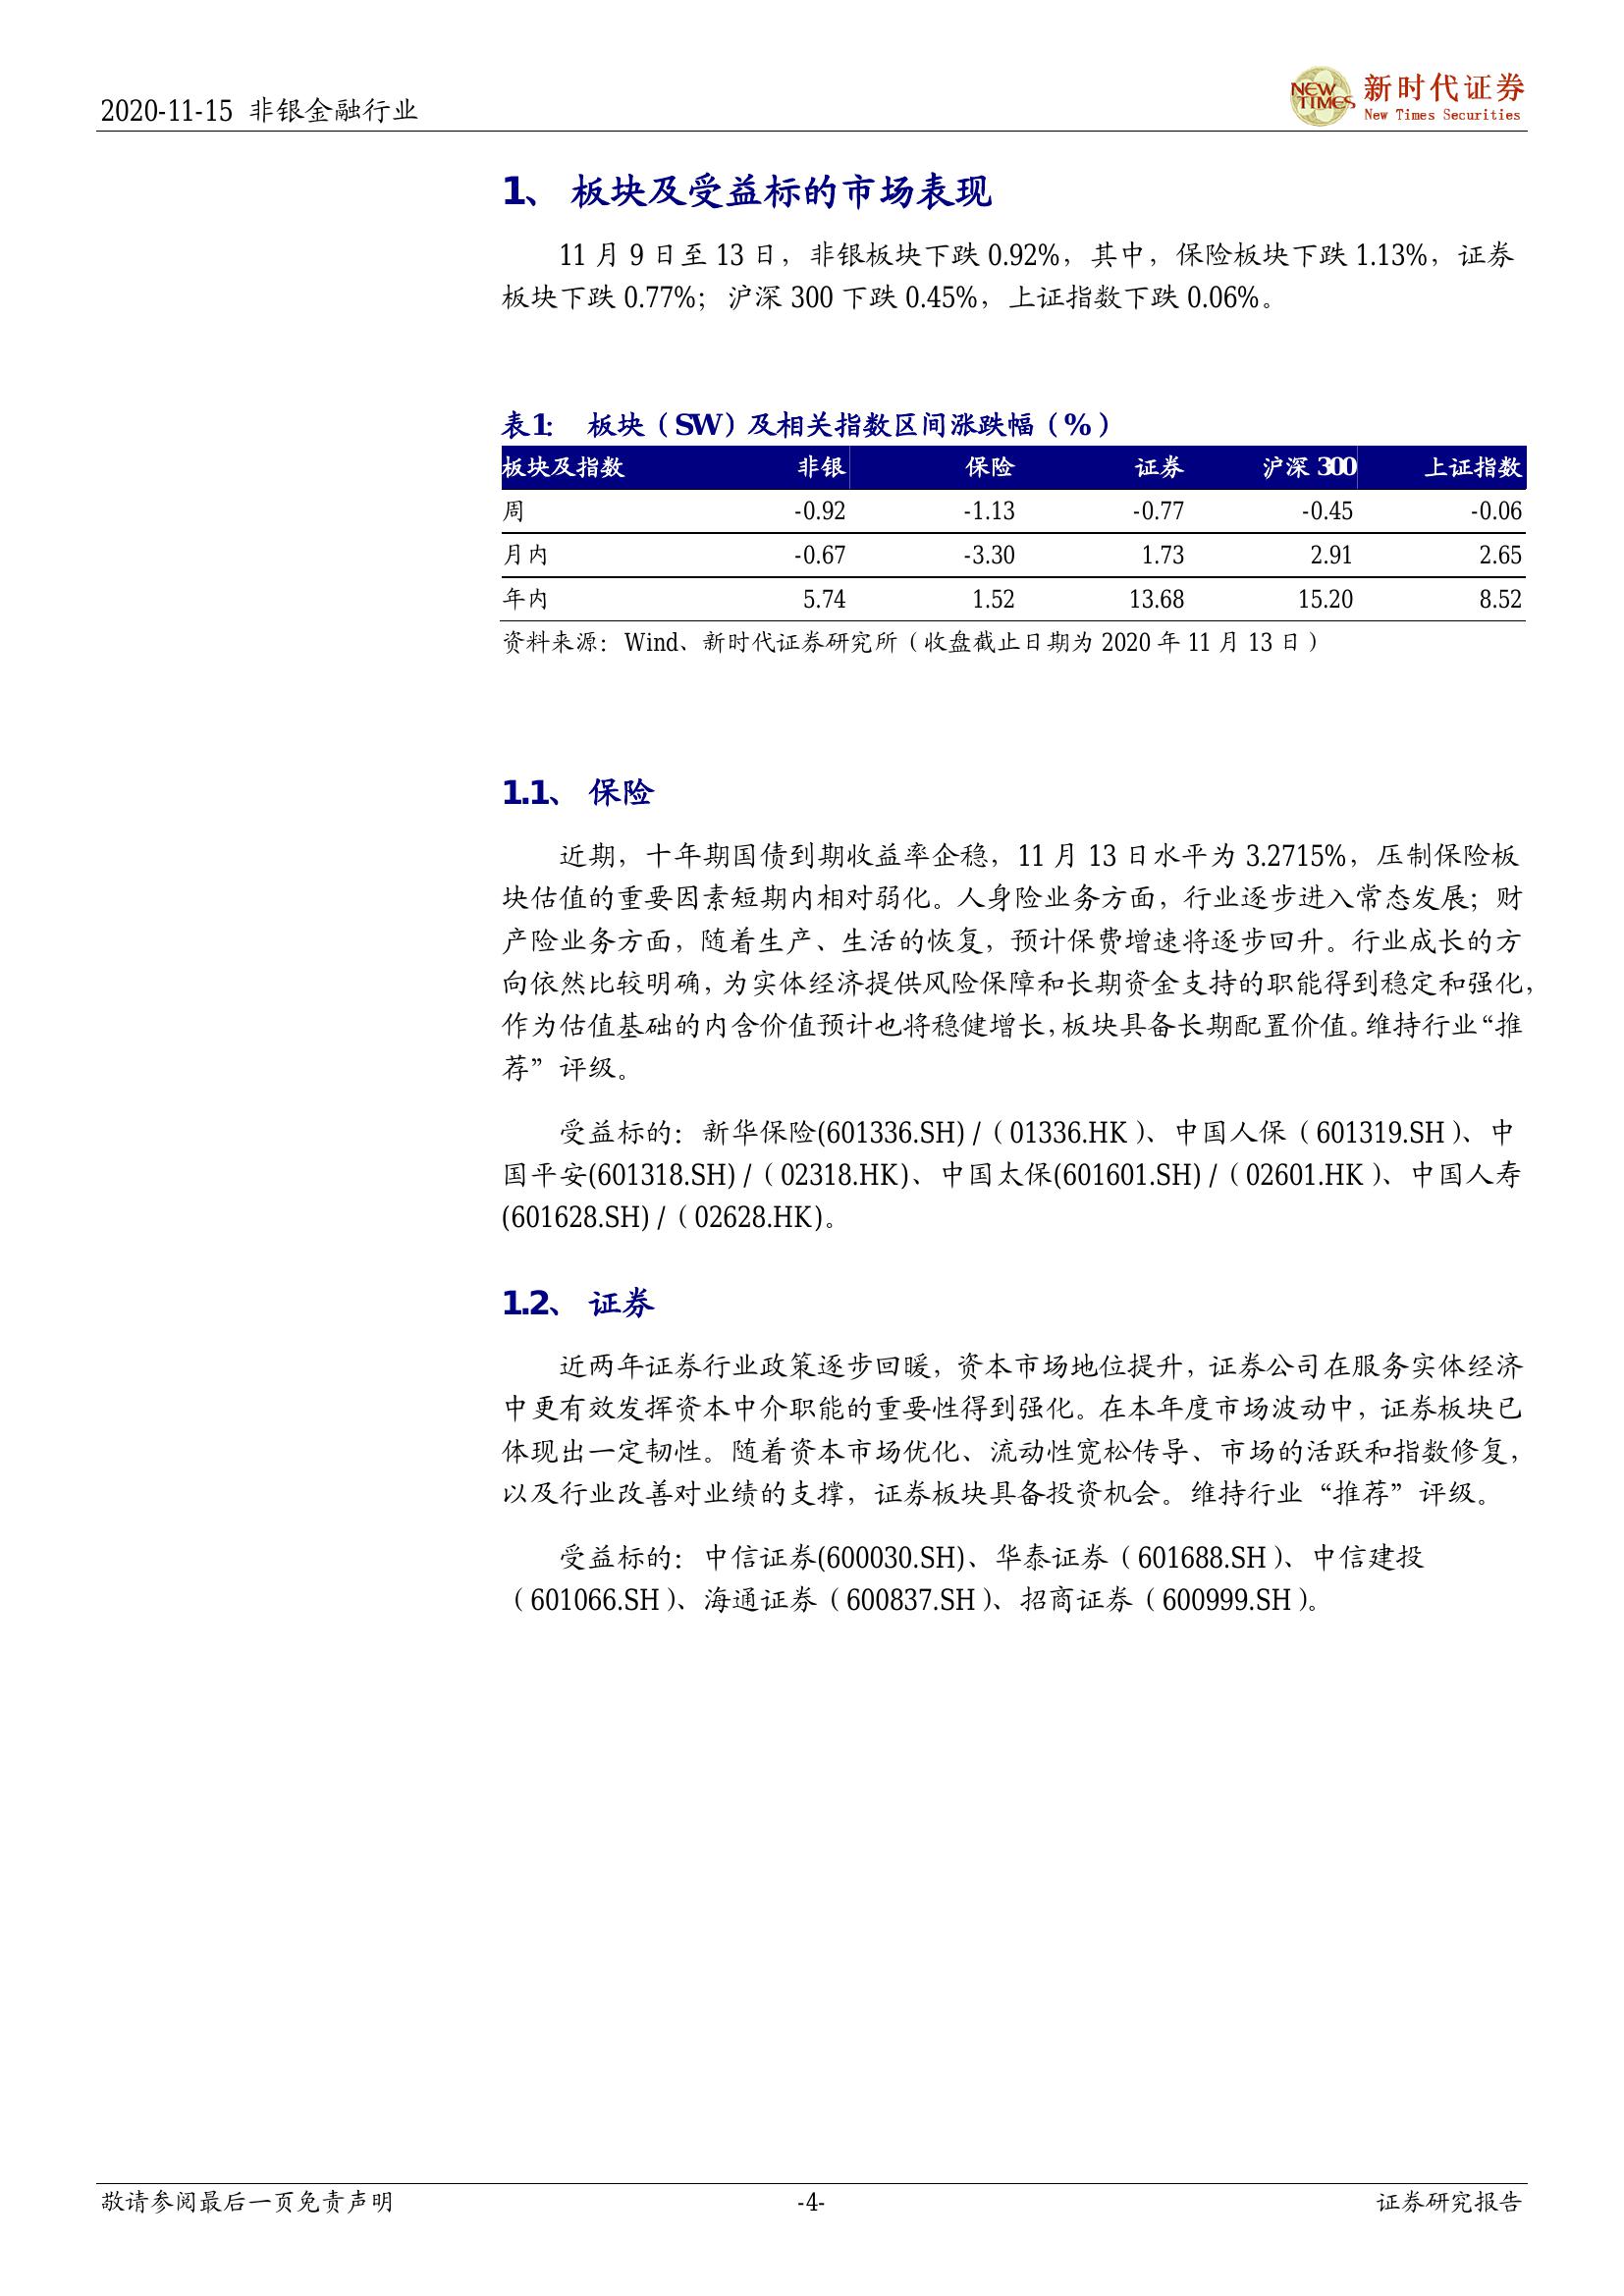 2020-11-15 非银金融行业
NEW TIMES
新时代证券
New Times Securities
1、 板块及受益标的市场表现
11 月 9 日至 13 日，非银板块下跌 0.92%，其中，保险板块下跌 1.13%，证券
板块下跌 0.77%；沪深 300 下跌 0.45%，上证指数下跌 0.06%。
表1： 板块（SW）及相关指数区间涨跌幅（%）
板块及指数 非银 保险 证券 沪深 300 上证指数
周 -0.92 -1.13 -0.77 -0.45 -0.06
月内 -0.67 -3.30 1.73 2.91 2.65
年内 5.74 1.52 13.68 15.20 8.52
资料来源：Wind、新时代证券研究所（收盘截止日期为 2020 年 11 月 13 日）
1.1、 保险
近期，十年期国债到期收益率企稳，11 月 13 日水平为 3.2715%，压制保险板
块估值的重要因素短期内相对弱化。人身险业务方面，行业逐步进入常态发展；财
产险业务方面，随着生产、生活的恢复，预计保费增速将逐步回升。行业成长的方
向依然比较明确，为实体经济提供风险保障和长期资金支持的职能得到稳定和强化，
作为估值基础的内含价值预计也将稳健增长，板块具备长期配置价值。维持行业“推
荐”评级。
受益标的：新华保险(601336.SH) /（01336.HK）、中国人保（601319.SH）、中
国平安(601318.SH) /（02318.HK)、中国太保(601601.SH) /（02601.HK）、中国人寿
(601628.SH) /（02628.HK)。
1.2、 证券
近两年证券行业政策逐步回暖，资本市场地位提升，证券公司在服务实体经济
中更有效发挥资本中介职能的重要性得到强化。在本年度市场波动中，证券板块已
体现出一定韧性。随着资本市场优化、流动性宽松传导、市场的活跃和指数修复，
以及行业改善对业绩的支撑，证券板块具备投资机会。维持行业“推荐”评级。
受益标的：中信证券(600030.SH)、华泰证券（601688.SH）、中信建投
（601066.SH）、海通证券（600837.SH）、招商证券（600999.SH）。
敬请参阅最后一页免责声明 -4- 证券研究报告